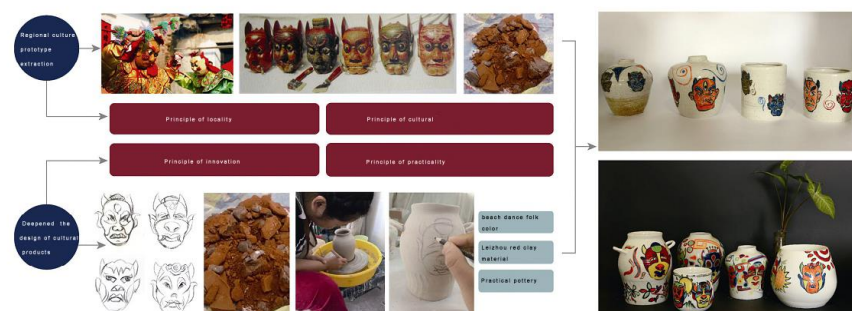 Regional culture
prototype
extraction
Principle of locality
Principle of cultural
Principle of innovation
Principle of practicality
Deepened the
design of cultural
products
beach dance folk
color
Leizhou red clay
material
Practical pottery